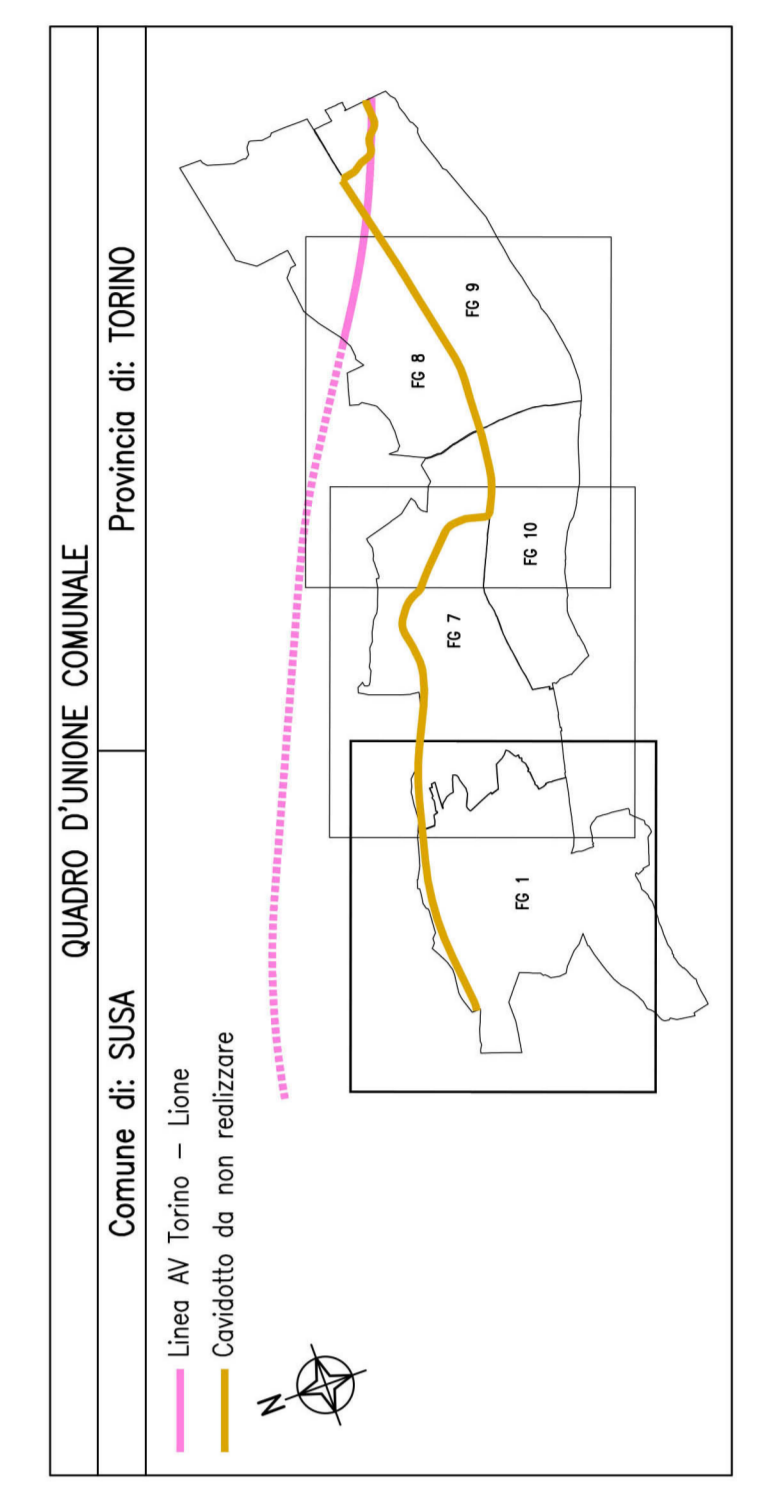 QUADRO D'UNIONE COMUNALE
Comune di: SUSA
Provincia di: TORINO
Linea AV Torino – Lione
Cavidotto da non realizzare
N
FG 1
FG 7
FG 10
FG 8
FG 9